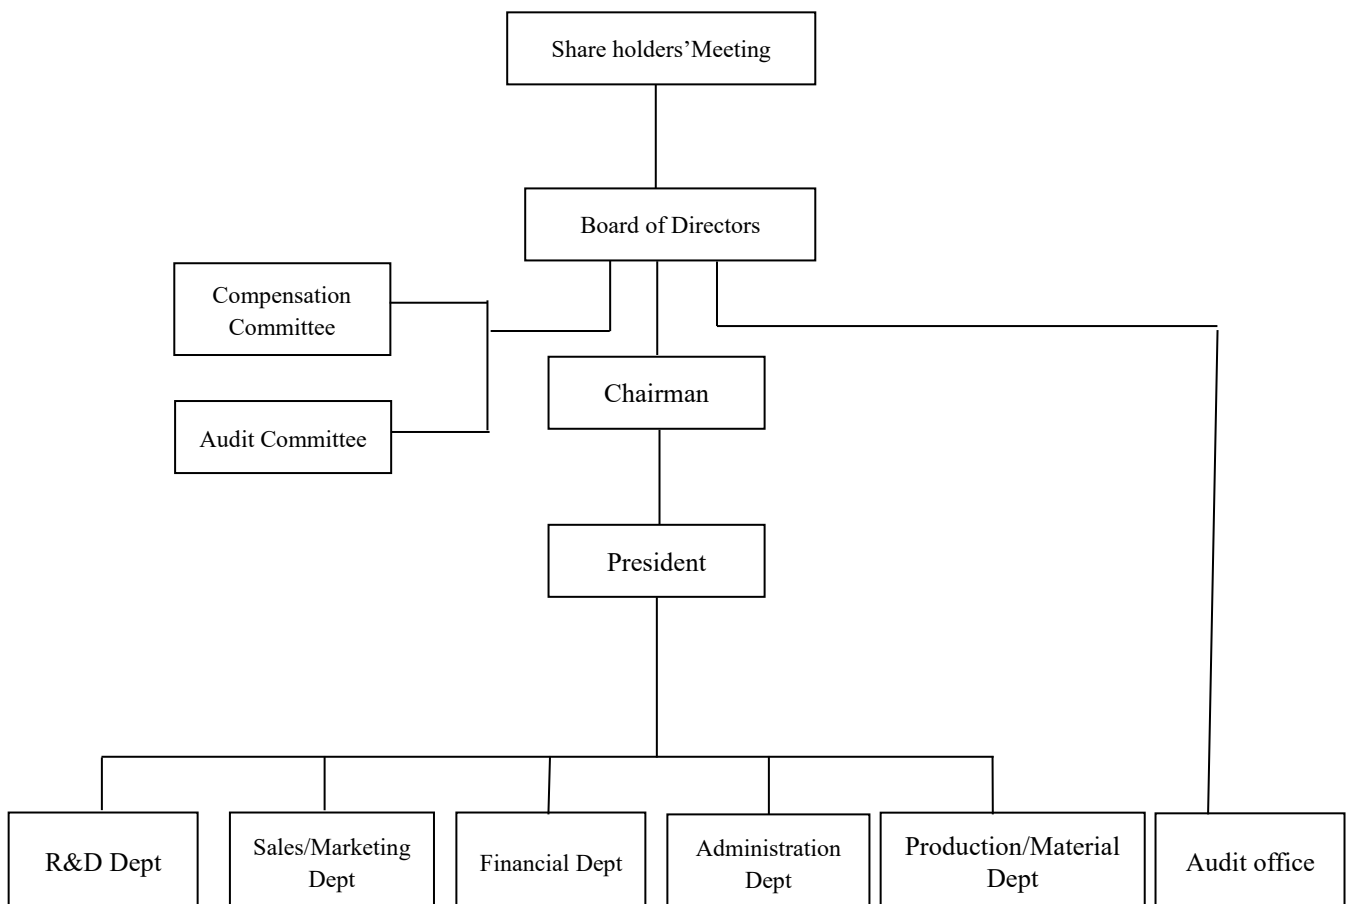 Share holders’Meeting
Board of Directors
Compensation
Committee
Chairman
Audit Committee
President
R&D Dept
Sales/Marketing
Dept
Financial Dept
Administration
Dept
Production/Material
Dept
Audit office